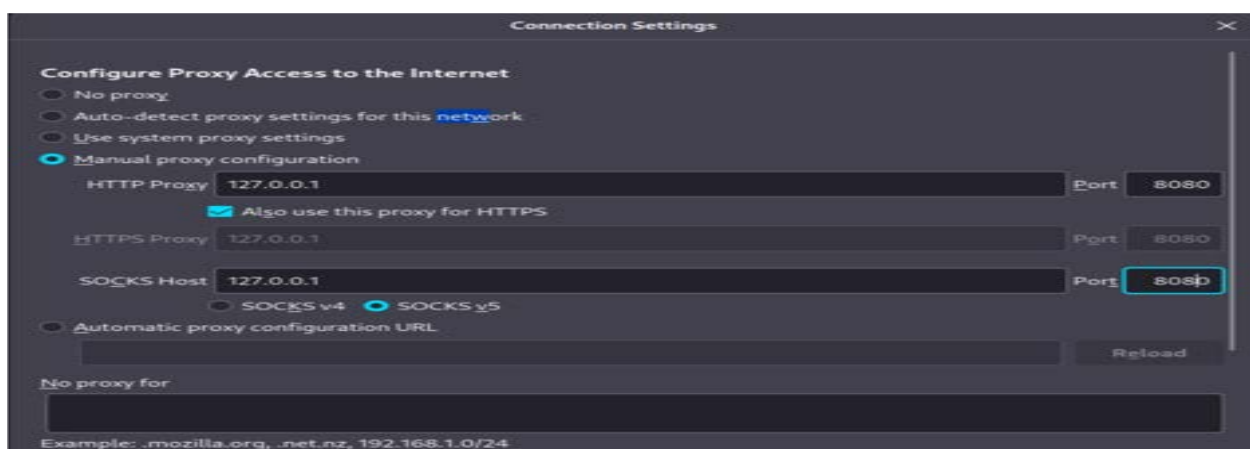 Connection Settings
Configure Proxy Access to the Internet
No proxy
Auto-detect proxy settings for this network
Use system proxy settings
Manual proxy configuration
HTTP Proxy 127.0.0.1 Port 8080
Also use this proxy for HTTPS
HTTPS Proxy 127.0.0.1 Port 8080
SOCKS Host 127.0.0.1 Port 8080
SOCKS v4 SOCKS v5
Automatic proxy configuration URL
Reload
No proxy for
Example: .mozilla.org, .net.nz, 192.168.1.0/24